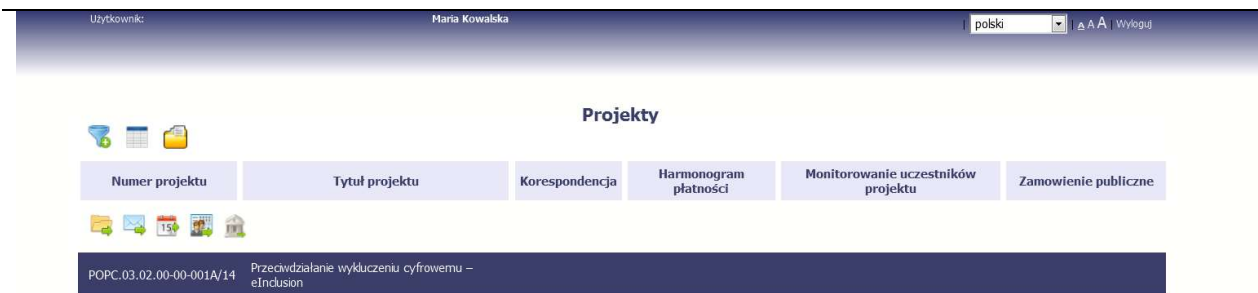 Użytkownik: Maria Kowalska | polski | A A A | Wyloguj
Projekty
Numer projektu Tytuł projektu Korespondencja Harmonogram płatności Monitorowanie uczestników projektu Zamowienie publiczne
15
POPC.03.02.00-00-001A/14 Przeciwdziałanie wykluczeniu cyfrowemu –
eInclusion